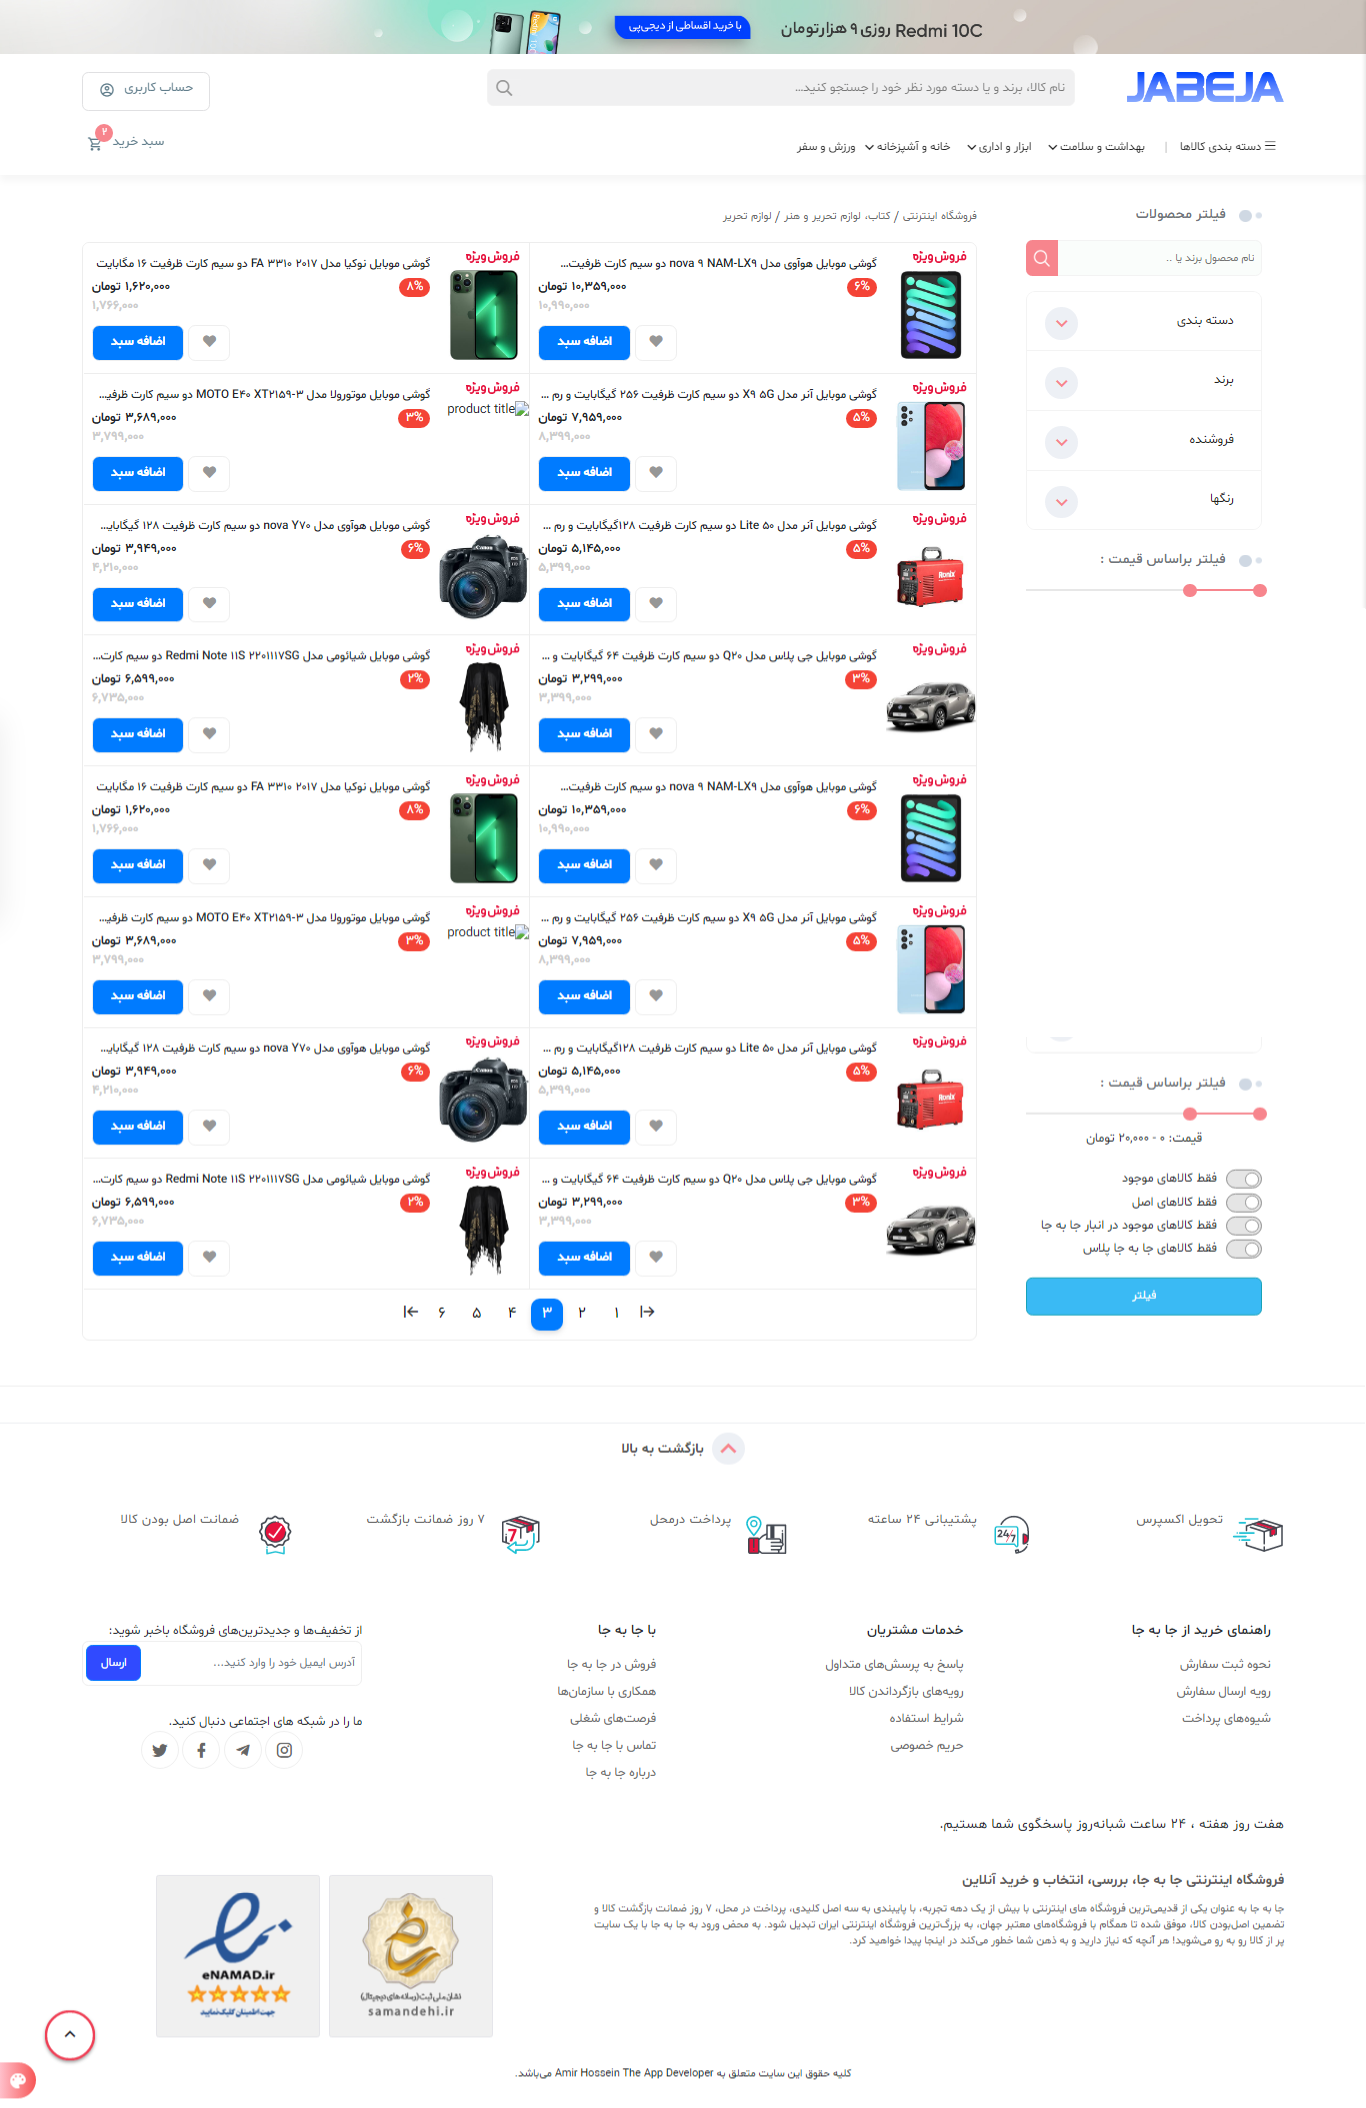 Redmi 10C روزی ۹ هزارتومان
با خرید اقساطی از دیجی‌پی
JABEJA
نام کالا، برند و یا دسته مورد نظر خود را جستجو کنید...
حساب کاربری
دسته بندی کالاها | بهداشت و سلامت ابزار و اداری خانه و آشپزخانه ورزش و سفر
سبد خرید ۲
فیلتر محصولات
نام محصول برند یا ..
دسته بندی
برند
فروشنده
رنگها
فیلتر براساس قیمت :
فروشگاه اینترنتی / کتاب، لوازم تحریر و هنر / لوازم تحریر
فروش ویژه
گوشی موبایل هوآوی مدل nova 9 NAM-LX9 دو سیم کارت ظرفیت...
۶% ۱۰,۳۵۹,۰۰۰ تومان
۱۰,۹۹۰,۰۰۰
اضافه سبد
فروش ویژه
گوشی موبایل نوکیا مدل FA 3310 2017 دو سیم کارت ظرفیت ۱۶ مگابایت
۸% ۱,۶۲۰,۰۰۰ تومان
۱,۷۶۶,۰۰۰
اضافه سبد
فروش ویژه
گوشی موبایل آنر مدل X9 5G دو سیم کارت ظرفیت ۲۵۶ گیگابایت و رم ...
۵% ۷,۹۵۹,۰۰۰ تومان
۸,۳۹۹,۰۰۰
اضافه سبد
فروش ویژه
product title
گوشی موبایل موتورولا مدل MOTO E40 XT2159-3 دو سیم کارت ظرفی...
۳% ۳,۶۸۹,۰۰۰ تومان
۳,۷۹۹,۰۰۰
اضافه سبد
فروش ویژه
گوشی موبایل آنر مدل 50 Lite دو سیم کارت ظرفیت ۱۲۸گیگابایت و رم ...
۵% ۵,۱۴۵,۰۰۰ تومان
۵,۳۹۹,۰۰۰
اضافه سبد
فروش ویژه
گوشی موبایل هوآوی مدل nova Y70 دو سیم کارت ظرفیت ۱۲۸ گیگابای...
۶% ۳,۹۴۹,۰۰۰ تومان
۴,۲۱۰,۰۰۰
اضافه سبد
فروش ویژه
گوشی موبایل جی پلاس مدل Q20 دو سیم کارت ظرفیت ۶۴ گیگابایت و ...
۳% ۳,۲۹۹,۰۰۰ تومان
۳,۳۹۹,۰۰۰
اضافه سبد
فروش ویژه
گوشی موبایل شیائومی مدل Redmi Note 11S 2201117SG دو سیم کارت...
۲% ۶,۵۹۹,۰۰۰ تومان
۶,۷۳۵,۰۰۰
اضافه سبد
فروش ویژه
گوشی موبایل هوآوی مدل nova 9 NAM-LX9 دو سیم کارت ظرفیت...
۶% ۱۰,۳۵۹,۰۰۰ تومان
۱۰,۹۹۰,۰۰۰
اضافه سبد
فروش ویژه
گوشی موبایل نوکیا مدل FA 3310 2017 دو سیم کارت ظرفیت ۱۶ مگابایت
۸% ۱,۶۲۰,۰۰۰ تومان
۱,۷۶۶,۰۰۰
اضافه سبد
فروش ویژه
گوشی موبایل آنر مدل X9 5G دو سیم کارت ظرفیت ۲۵۶ گیگابایت و رم ...
۵% ۷,۹۵۹,۰۰۰ تومان
۸,۳۹۹,۰۰۰
اضافه سبد
فروش ویژه
product title
گوشی موبایل موتورولا مدل MOTO E40 XT2159-3 دو سیم کارت ظرفی...
۳% ۳,۶۸۹,۰۰۰ تومان
۳,۷۹۹,۰۰۰
اضافه سبد
فروش ویژه
گوشی موبایل آنر مدل 50 Lite دو سیم کارت ظرفیت ۱۲۸گیگابایت و رم ...
۵% ۵,۱۴۵,۰۰۰ تومان
۵,۳۹۹,۰۰۰
اضافه سبد
فروش ویژه
گوشی موبایل هوآوی مدل nova Y70 دو سیم کارت ظرفیت ۱۲۸ گیگابای...
۶% ۳,۹۴۹,۰۰۰ تومان
۴,۲۱۰,۰۰۰
اضافه سبد
فروش ویژه
گوشی موبایل جی پلاس مدل Q20 دو سیم کارت ظرفیت ۶۴ گیگابایت و ...
۳% ۳,۲۹۹,۰۰۰ تومان
۳,۳۹۹,۰۰۰
اضافه سبد
فروش ویژه
گوشی موبایل شیائومی مدل Redmi Note 11S 2201117SG دو سیم کارت...
۲% ۶,۵۹۹,۰۰۰ تومان
۶,۷۳۵,۰۰۰
اضافه سبد
۱ ۲ ۳ ۴ ۵ ۶
فیلتر براساس قیمت :
قیمت: ۰ - ۲۰,۰۰۰ تومان
فقط کالاهای موجود
فقط کالاهای اصل
فقط کالاهای موجود در انبار جا به جا
فقط کالاهای جا به جا پلاس
فیلتر
بازگشت به بالا
تحویل اکسپرس
پشتیبانی ۲۴ ساعته
پرداخت درمحل
۷ روز ضمانت بازگشت
ضمانت اصل بودن کالا
راهنمای خرید از جا به جا
نحوه ثبت سفارش
رویه ارسال سفارش
شیوه‌های پرداخت
خدمات مشتریان
پاسخ به پرسش‌های متداول
رویه‌های بازگرداندن کالا
شرایط استفاده
حریم خصوصی
با جا به جا
فروش در جا به جا
همکاری با سازمان‌ها
فرصت‌های شغلی
تماس با جا به جا
درباره جا به جا
از تخفیف‌ها و جدیدترین‌های فروشگاه باخبر شوید:
آدرس ایمیل خود را وارد کنید...
ارسال
ما را در شبکه های اجتماعی دنبال کنید.
هفت روز هفته ، ۲۴ ساعت شبانه‌روز پاسخگوی شما هستیم.
فروشگاه اینترنتی جا به جا، بررسی، انتخاب و خرید آنلاین
جا به جا به عنوان یکی از قدیمی‌ترین فروشگاه های اینترنتی با بیش از یک دهه تجربه، با پایبندی به سه اصل کلیدی، پرداخت در محل، ۷ روز ضمانت بازگشت کالا و
تضمین اصل‌بودن کالا، موفق شده تا همگام با فروشگاه‌های معتبر جهان، به بزرگ‌ترین فروشگاه اینترنتی ایران تبدیل شود. به محض ورود به جا به جا با یک سایت
پر از کالا رو به رو می‌شوید! هر آنچه که نیاز دارید و به ذهن شما خطور می‌کند در اینجا پیدا خواهید کرد.
نشان ملی ثبت (رسانه های دیجیتال)
samandehi.ir
eNAMAD.ir
جهت اطمینان کلیک نمایید
کلیه حقوق این سایت متعلق به Amir Hossein The App Developer می‌باشد.